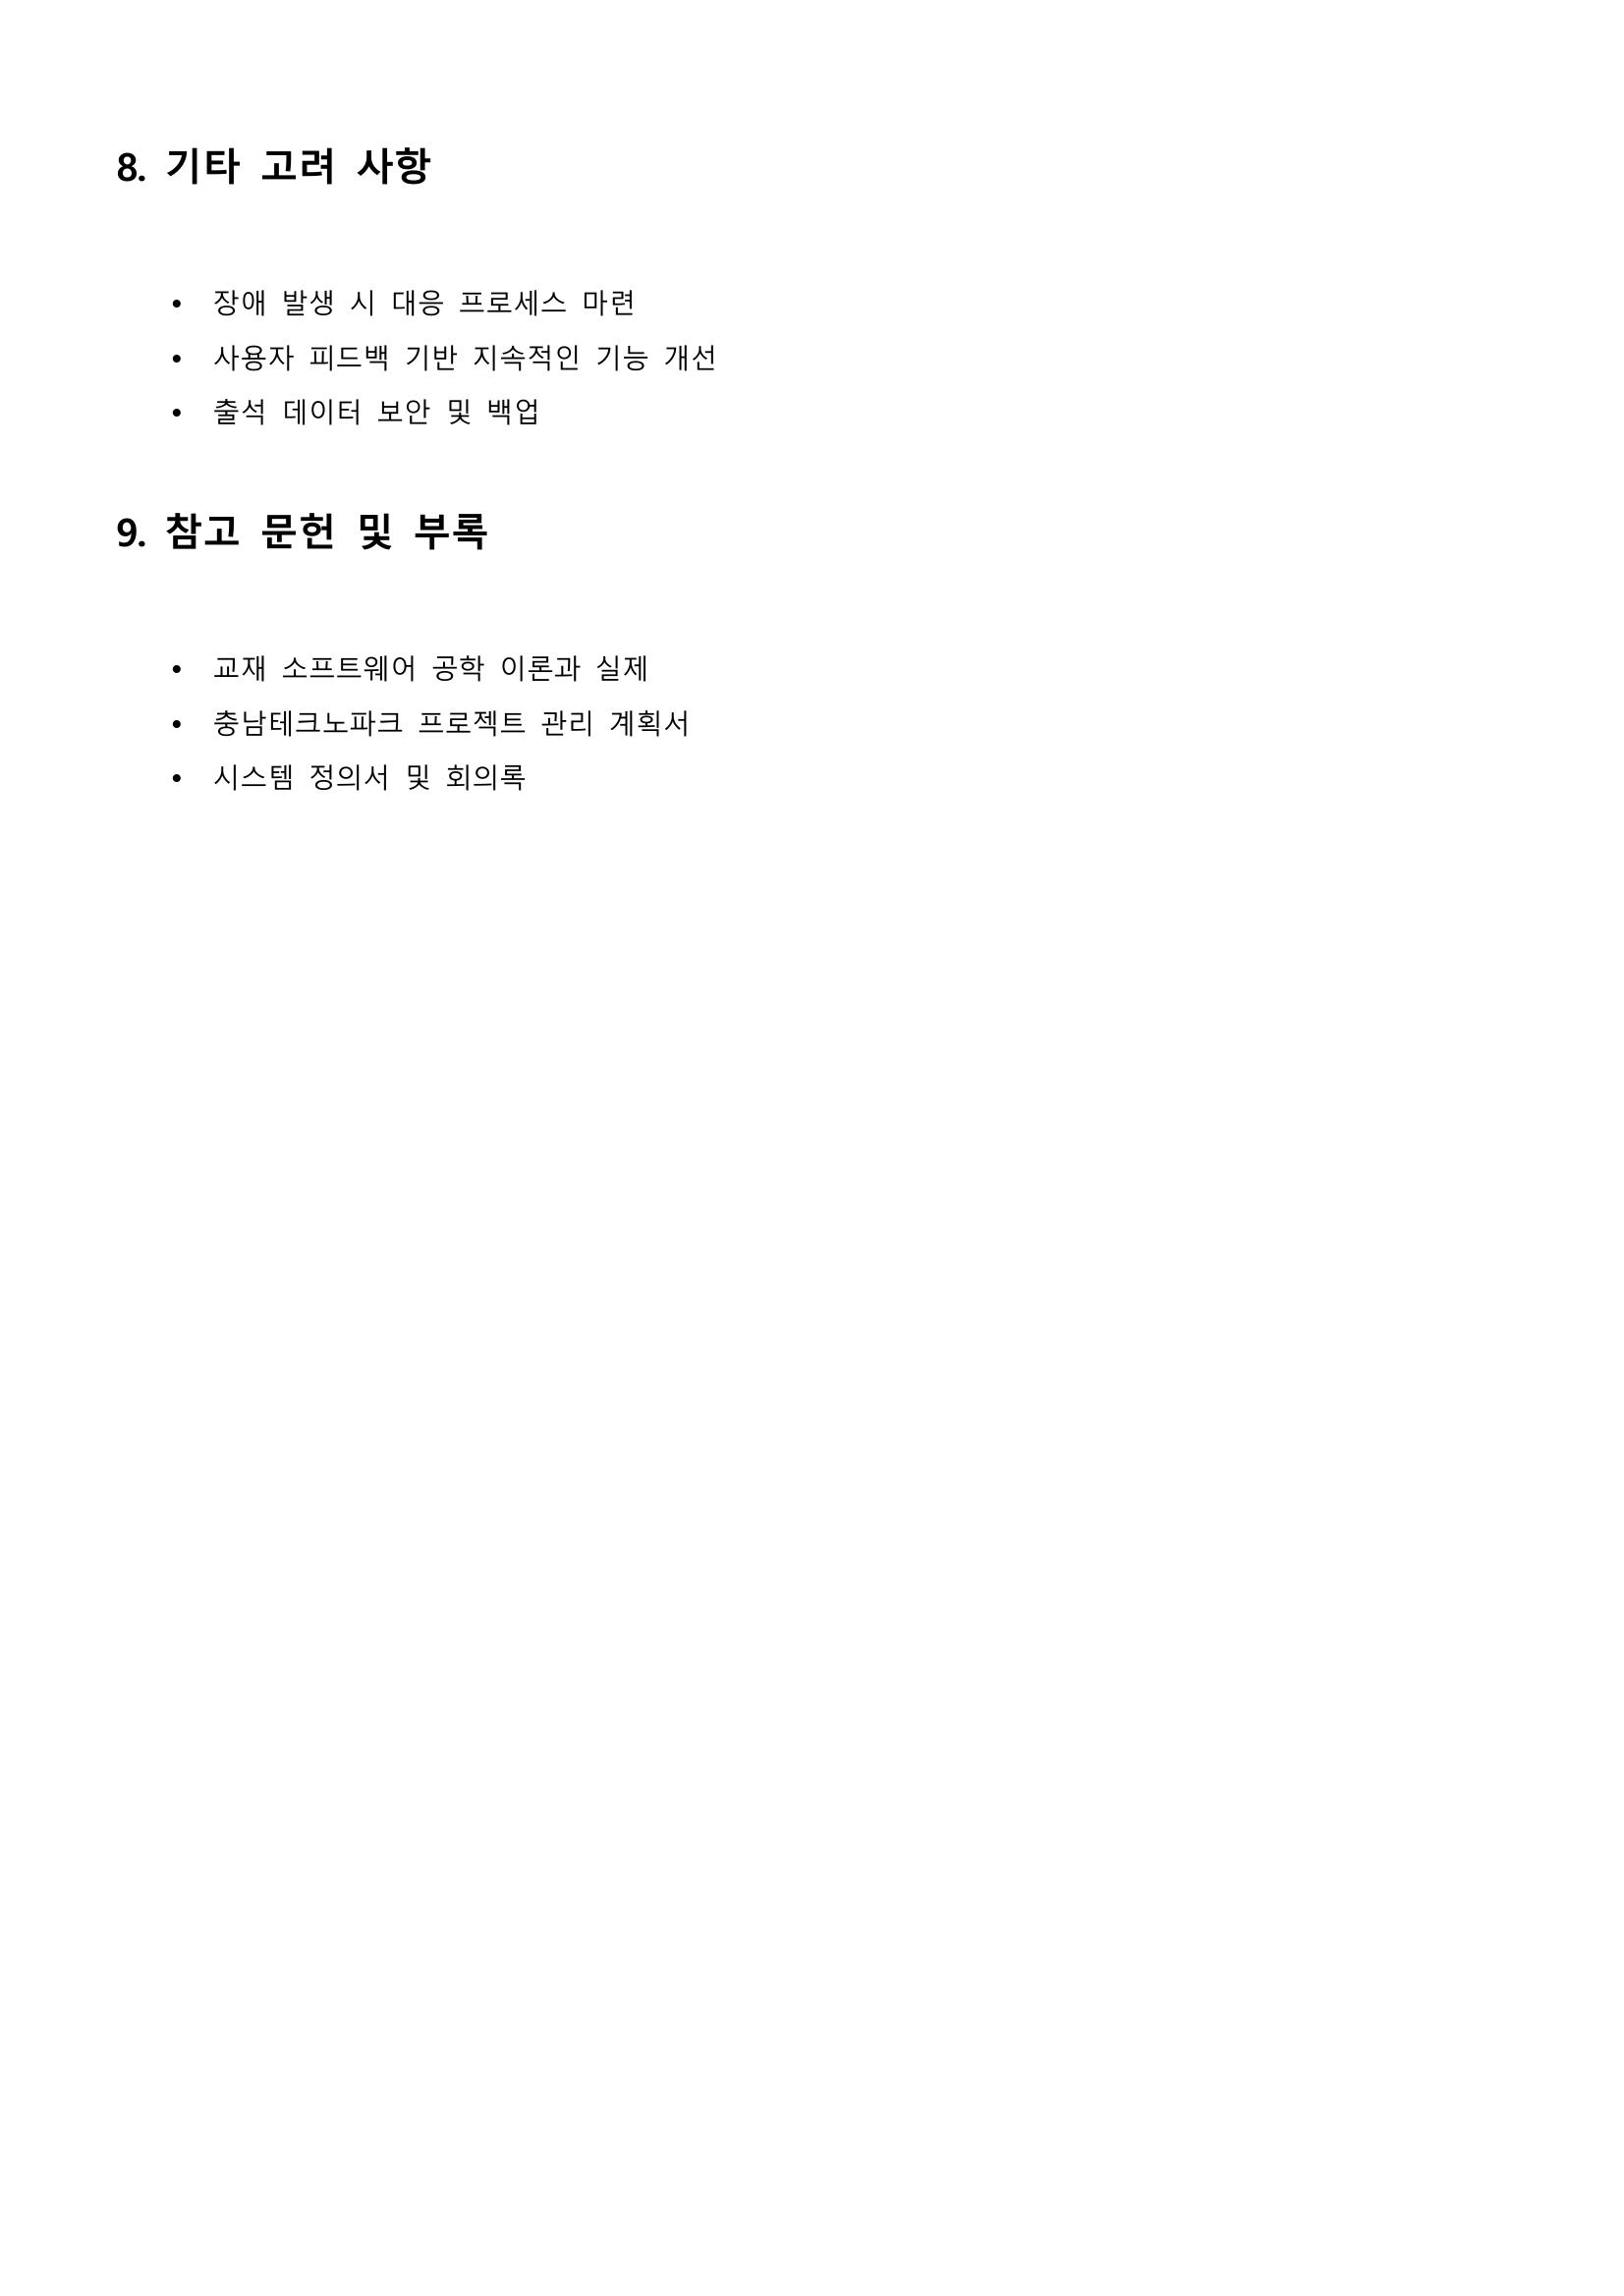 8. 기타 고려 사항
• 장애 발생 시 대응 프로세스 마련
• 사용자 피드백 기반 지속적인 기능 개선
• 출석 데이터 보안 및 백업
9. 참고 문헌 및 부록
• 교재 소프트웨어 공학 이론과 실제
• 충남테크노파크 프로젝트 관리 계획서
• 시스템 정의서 및 회의록